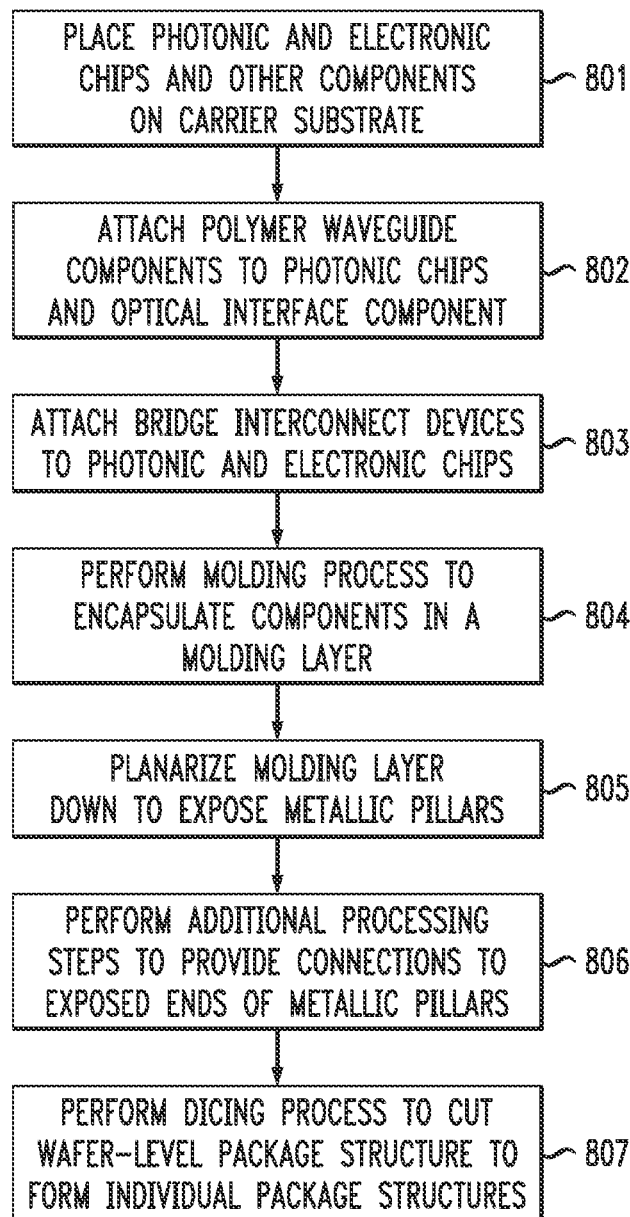 PLACE PHOTONIC AND ELECTRONIC
CHIPS AND OTHER COMPONENTS
ON CARRIER SUBSTRATE
801
ATTACH POLYMER WAVEGUIDE
COMPONENTS TO PHOTONIC CHIPS
AND OPTICAL INTERFACE COMPONENT
802
ATTACH BRIDGE INTERCONNECT DEVICES
TO PHOTONIC AND ELECTRONIC CHIPS
803
PERFORM MOLDING PROCESS TO
ENCAPSULATE COMPONENTS IN A
MOLDING LAYER
804
PLANARIZE MOLDING LAYER
DOWN TO EXPOSE METALLIC PILLARS
805
PERFORM ADDITIONAL PROCESSING
STEPS TO PROVIDE CONNECTIONS TO
EXPOSED ENDS OF METALLIC PILLARS
806
PERFORM DICING PROCESS TO CUT
WAFER-LEVEL PACKAGE STRUCTURE TO
FORM INDIVIDUAL PACKAGE STRUCTURES
807